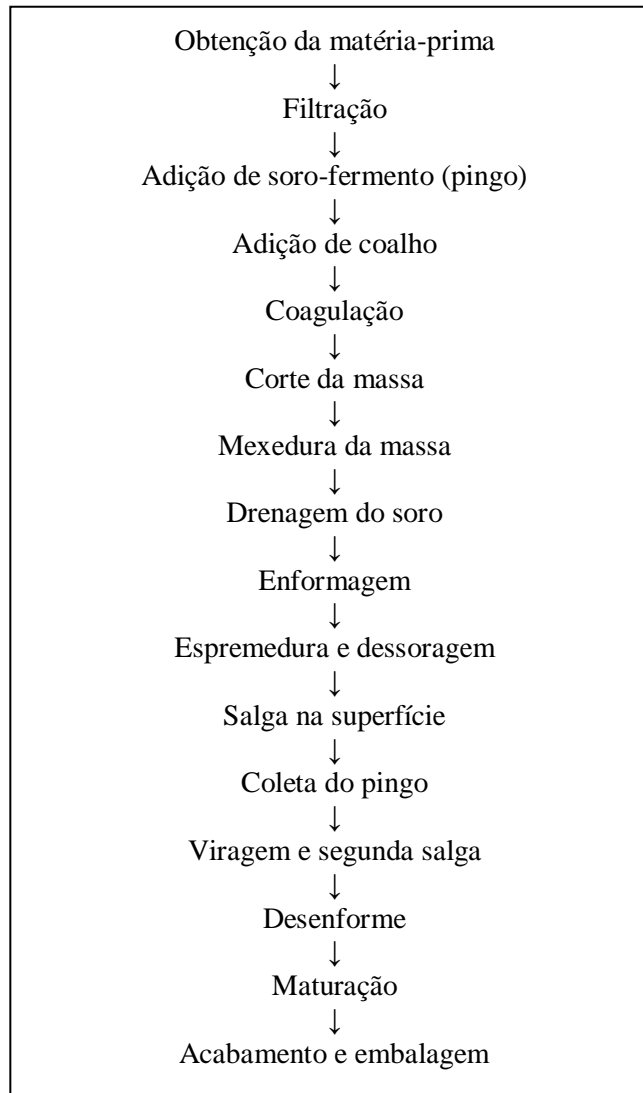 Obtenção da matéria-prima
↓
Filtração
↓
Adição de soro-fermento (pingo)
↓
Adição de coalho
↓
Coagulação
↓
Corte da massa
↓
Mexedura da massa
↓
Drenagem do soro
↓
Enformagem
↓
Espremedura e dessoragem
↓
Salga na superfície
↓
Coleta do pingo
↓
Viragem e segunda salga
↓
Desenforme
↓
Maturação
↓
Acabamento e embalagem